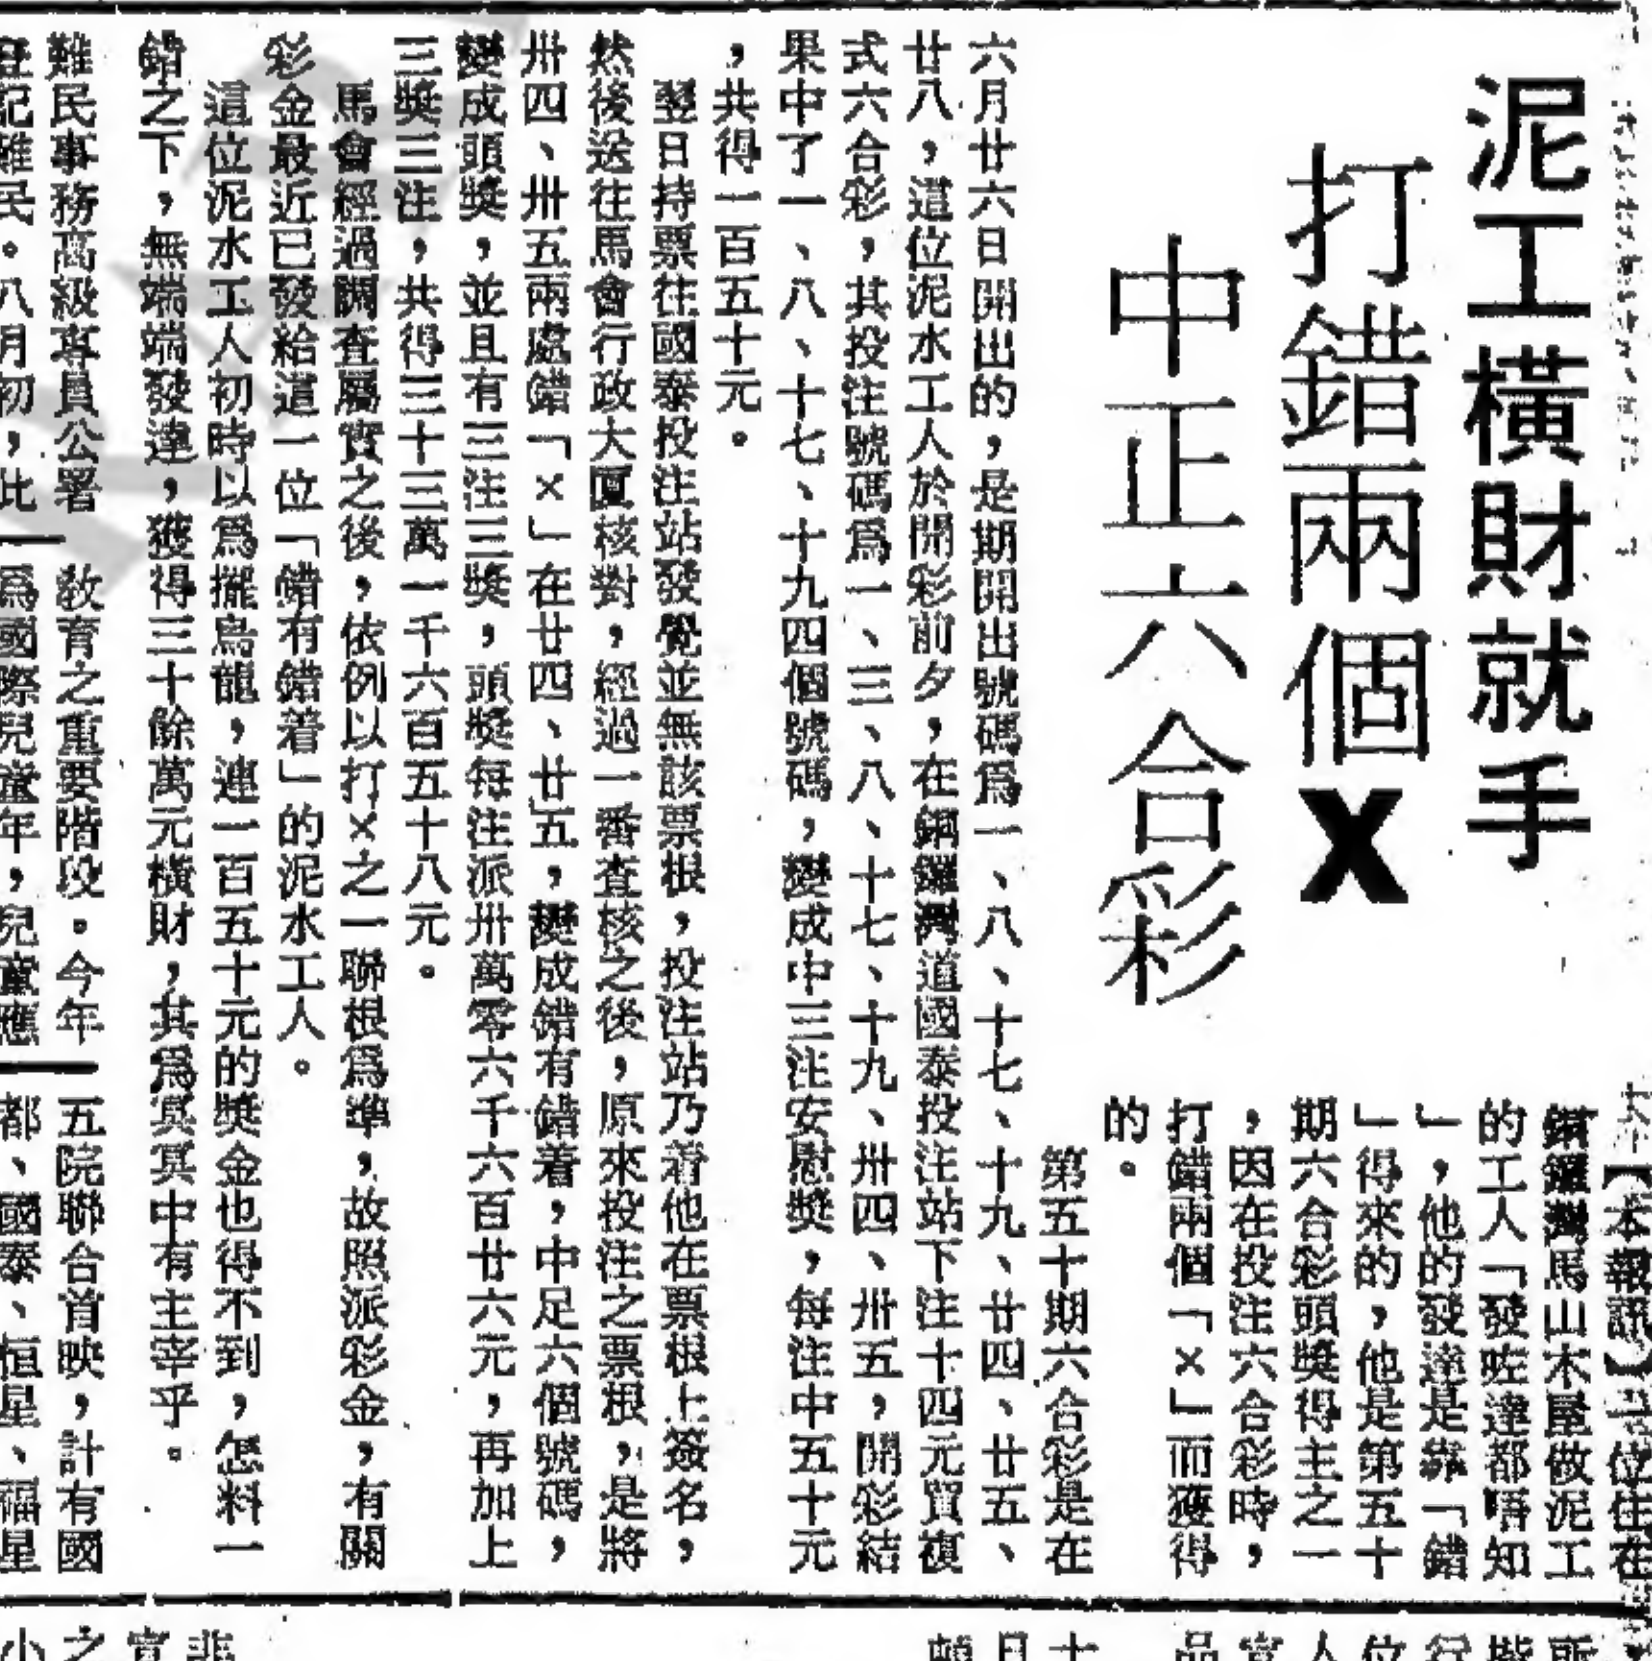 泥工橫財就手
打錯兩個X
中正六合彩
【本報訊】一位住在
銅鑼灣馬山木屋做泥工
的工人「發咗達都唔知
」，他的發達是靠「錯
」得來的，他是第五十
期六合彩頭獎得主之一
，因在投注六合彩時，
打錯兩個「×」而獲得
的。
第五十期六合彩是在
六月廿六日開出的，是期開出號碼爲一、八、十七、十九、廿四、廿五、
廿八，這位泥水工人於開彩前夕，在銅鑼灣道國泰投注站下注十四元買複
式六合彩，其投注號碼爲一、三、八、十七、十九、卅四、卅五，開彩結
果中了一、八、十七、十九四個號碼，變成中三注安慰獎，每注中五十元
，共得一百五十元。
翌日持票往國泰投注站發覺並無該票根，投注站乃着他在票根上簽名，
然後送往馬會行政大厦核對，經過一番查核之後，原來投注之票根，是將
卅四、卅五兩處錯「×」在廿四、廿五，變成錯有錯着，中足六個號碼，
變成頭獎，並且有三注三獎，頭獎每注派卅萬零六千六百廿六元，再加上
三獎三注，共得三十三萬一千六百五十八元。
馬會經過調查屬實之後，依例以打×之一聯根爲準，故照派彩金，有關
彩金最近已發給這一位「錯有錯着」的泥水工人。
這位泥水工人初時以爲擺烏龍，連一百五十元的獎金也得不到，怎料一
錯之下，無端端發達，獲得三十餘萬元橫財，其爲冥冥中有主宰乎。
難民事務高級專員公署
登記難民。八月初，此
教育之重要階段。今年
爲國際兒童年，兒童應
五院聯合首映，計有國
都、國泰、恒星、福星